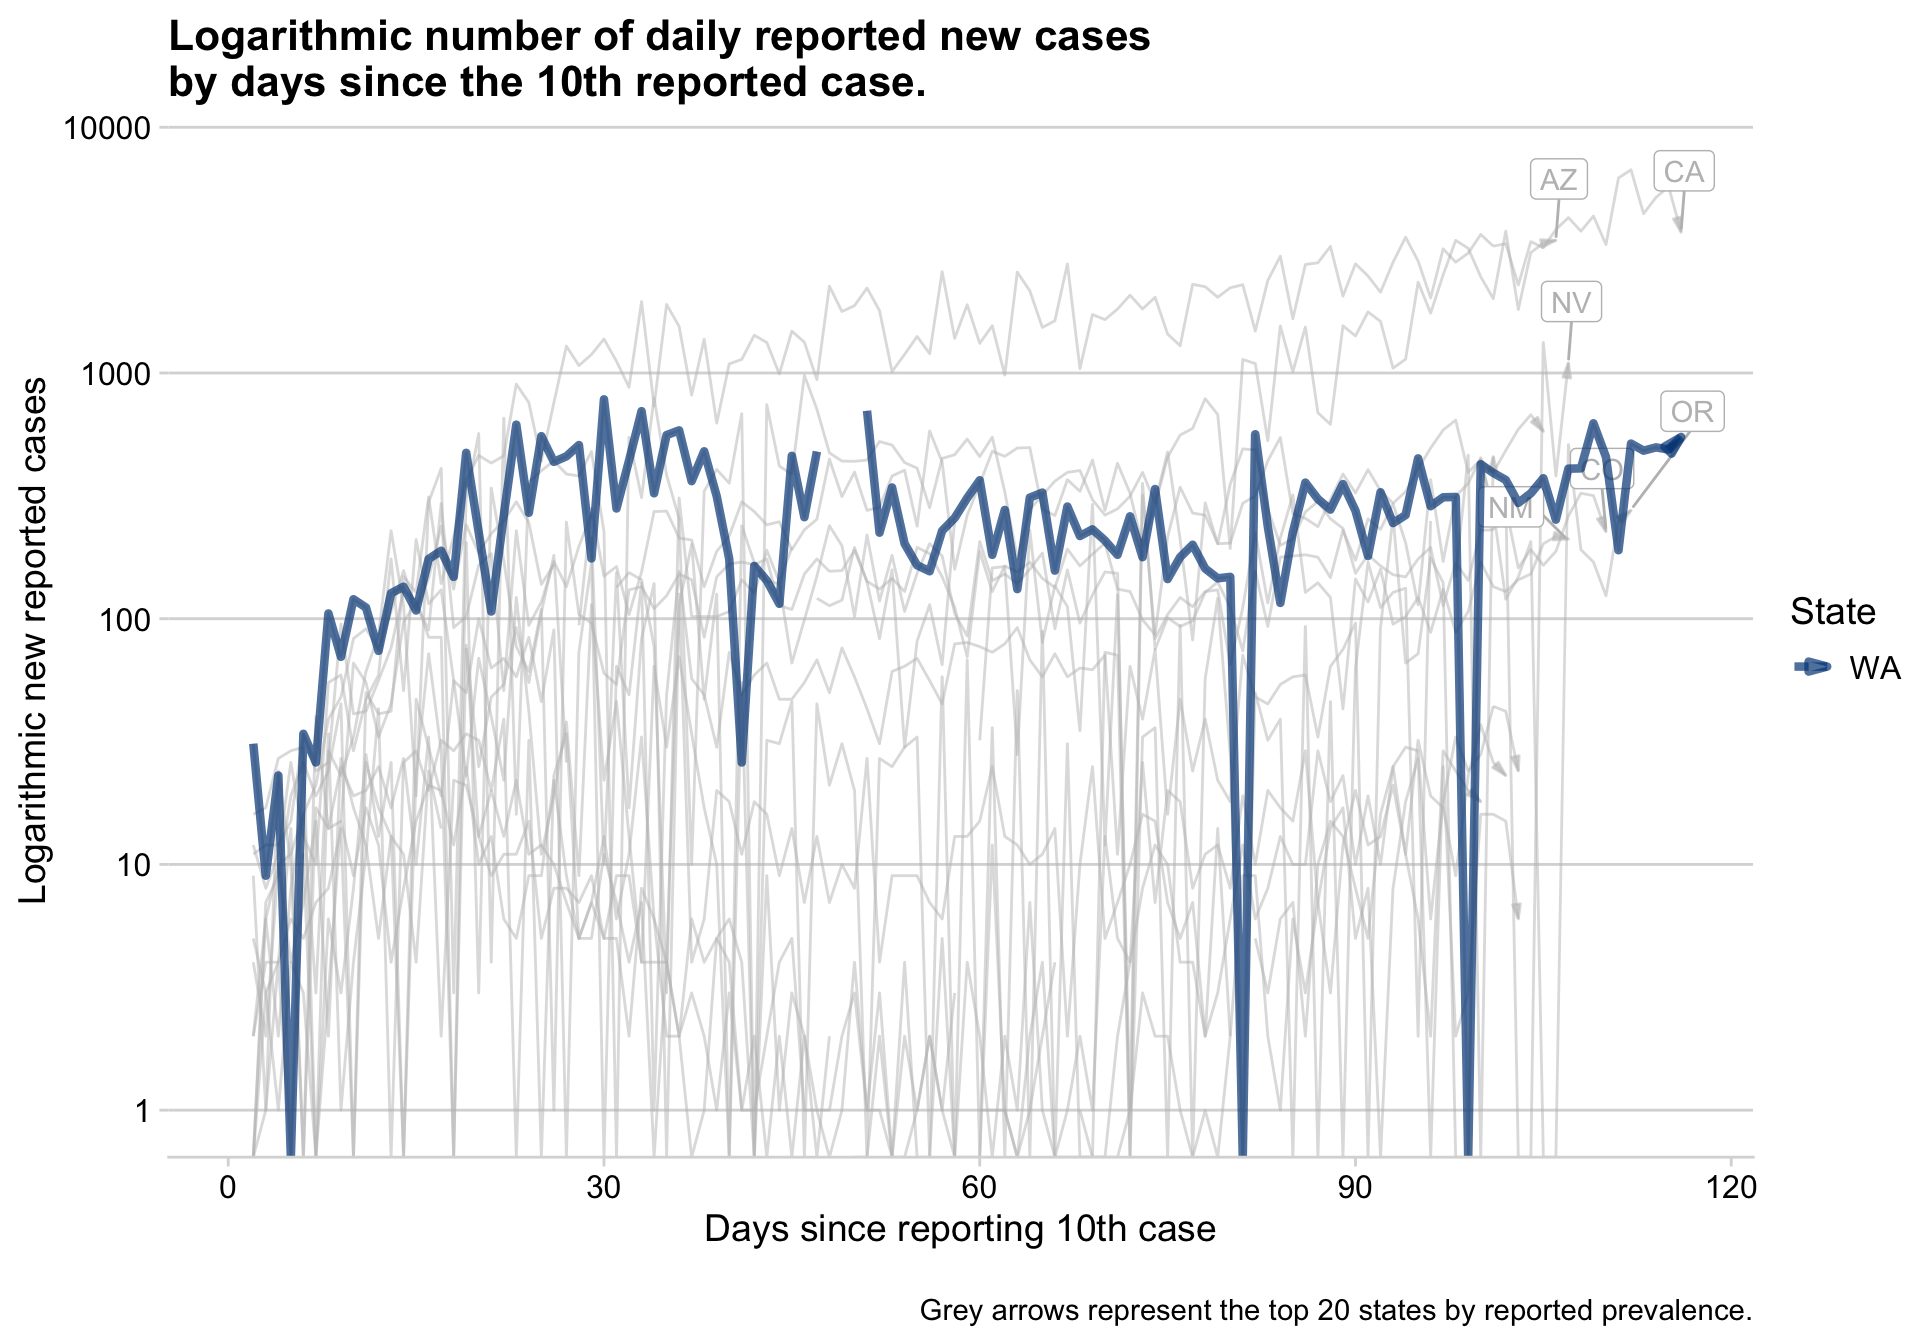 Logarithmic number of daily reported new cases
by days since the 10th reported case.
Logarithmic new reported cases
10000
1000
100
10
1
AZ
CA
NV
OR
CO
NM
State
WA
0
30
60
90
120
Days since reporting 10th case
Grey arrows represent the top 20 states by reported prevalence.